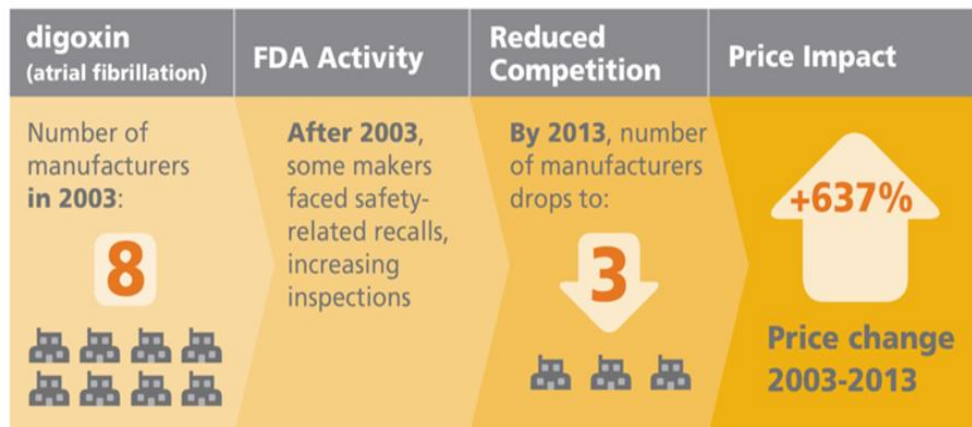 digoxin
(atrial fibrillation)
FDA Activity
Reduced
Competition
Price Impact
Number of
manufacturers
in 2003:
8
After 2003,
some makers
faced safety-
related recalls,
increasing
inspections
By 2013, number
of manufacturers
drops to:
3
+637%
Price change
2003-2013